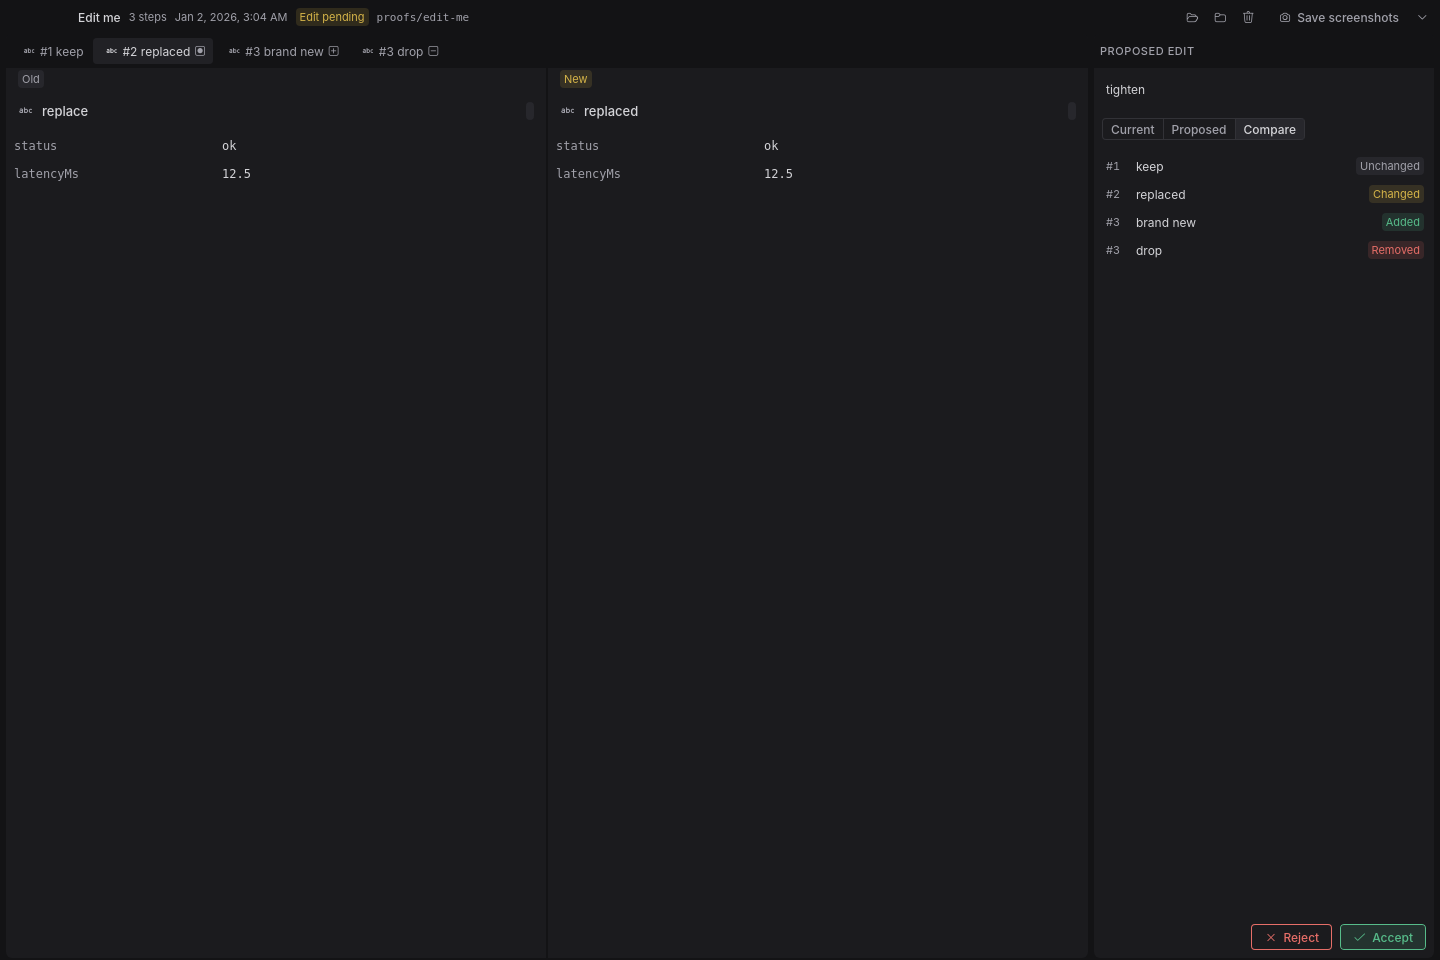 Edit me 3 steps Jan 2, 2026, 3:04 AM Edit pending proofs/edit-me Save screenshots
abc #1 keep abc #2 replaced abc #3 brand new abc #3 drop PROPOSED EDIT
Old
abc replace
status ok
latencyMs 12.5
New
abc replaced
status ok
latencyMs 12.5
tighten
Current Proposed Compare
#1 keep Unchanged
#2 replaced Changed
#3 brand new Added
#3 drop Removed
Reject Accept